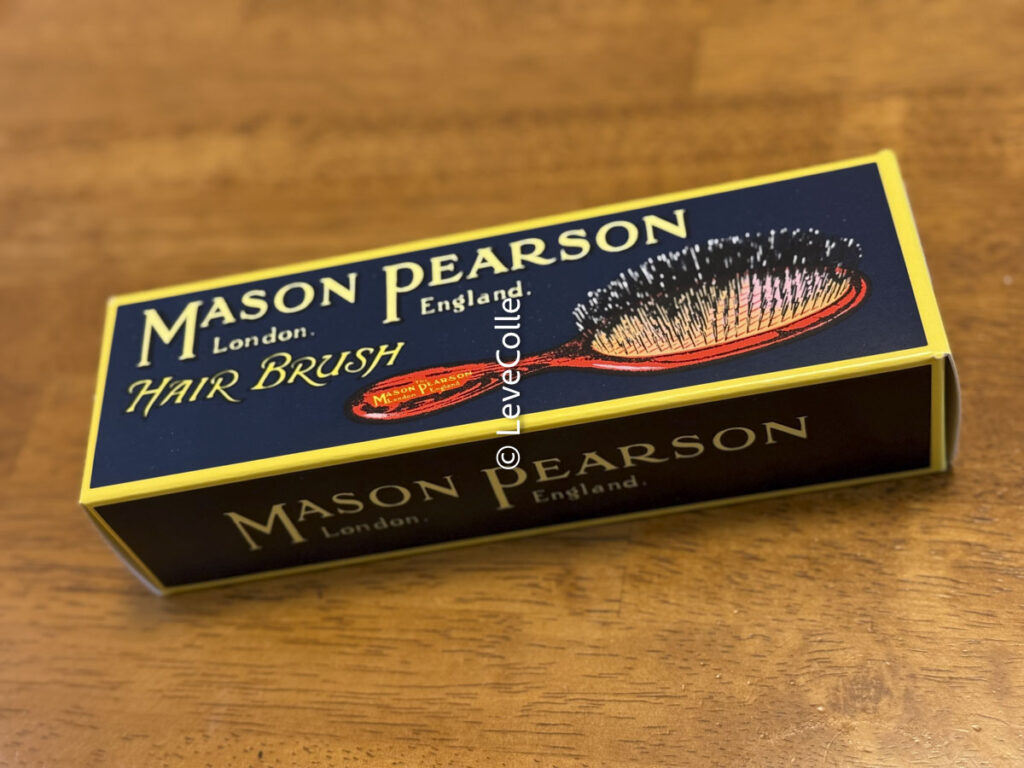 MASON PEARSON
London. England.
HAIR BRUSH
MASON PEARSON
London England
MASON PEARSON
London. England.
© LeveColle